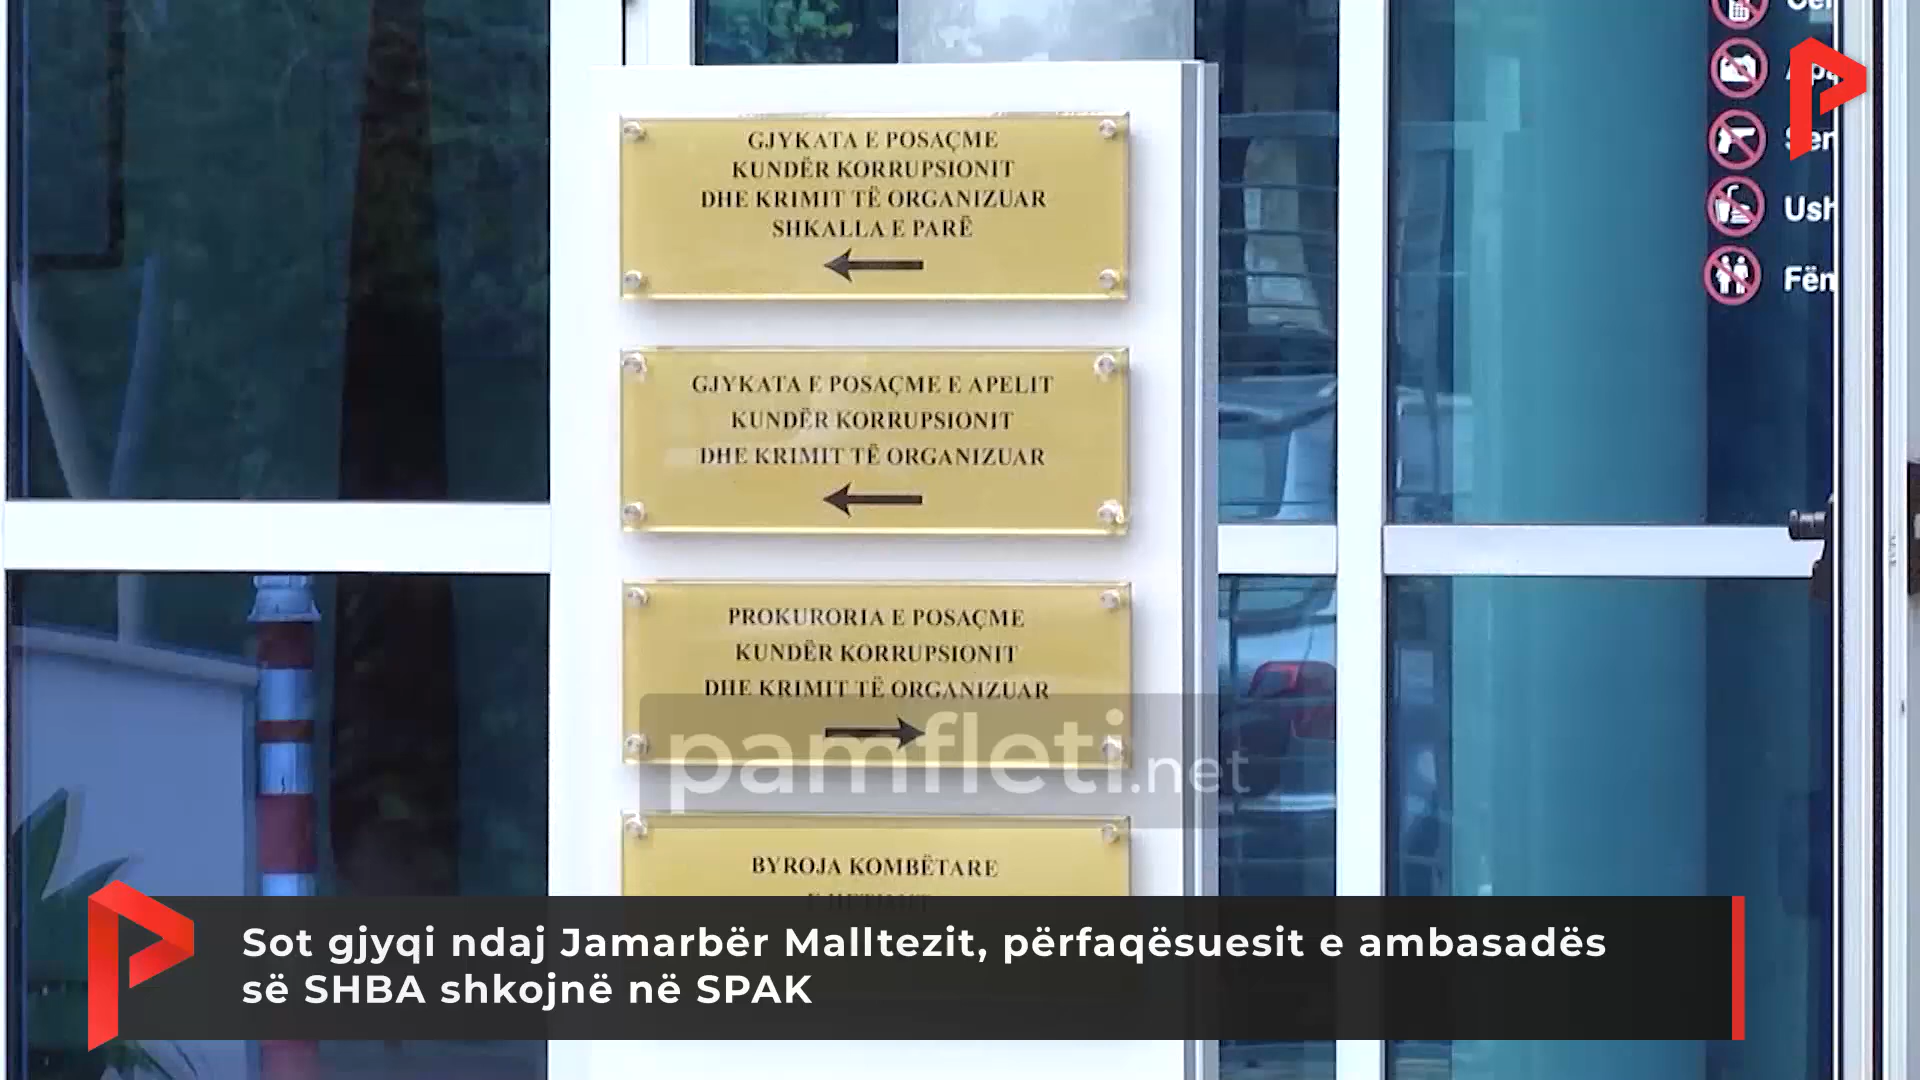 GJYKATA E POSAÇME
KUNDËR KORRUPSIONIT
DHE KRIMIT TË ORGANIZUAR
SHKALLA E PARË
GJYKATA E POSAÇME E APELIT
KUNDËR KORRUPSIONIT
DHE KRIMIT TË ORGANIZUAR
PROKURORIA E POSAÇME
KUNDËR KORRUPSIONIT
DHE KRIMIT TË ORGANIZUAR
pamfleti.net
BYROJA KOMBËTARE
Sot gjyqi ndaj Jamarbër Malltezit, përfaqësuesit e ambasadës
së SHBA shkojnë në SPAK